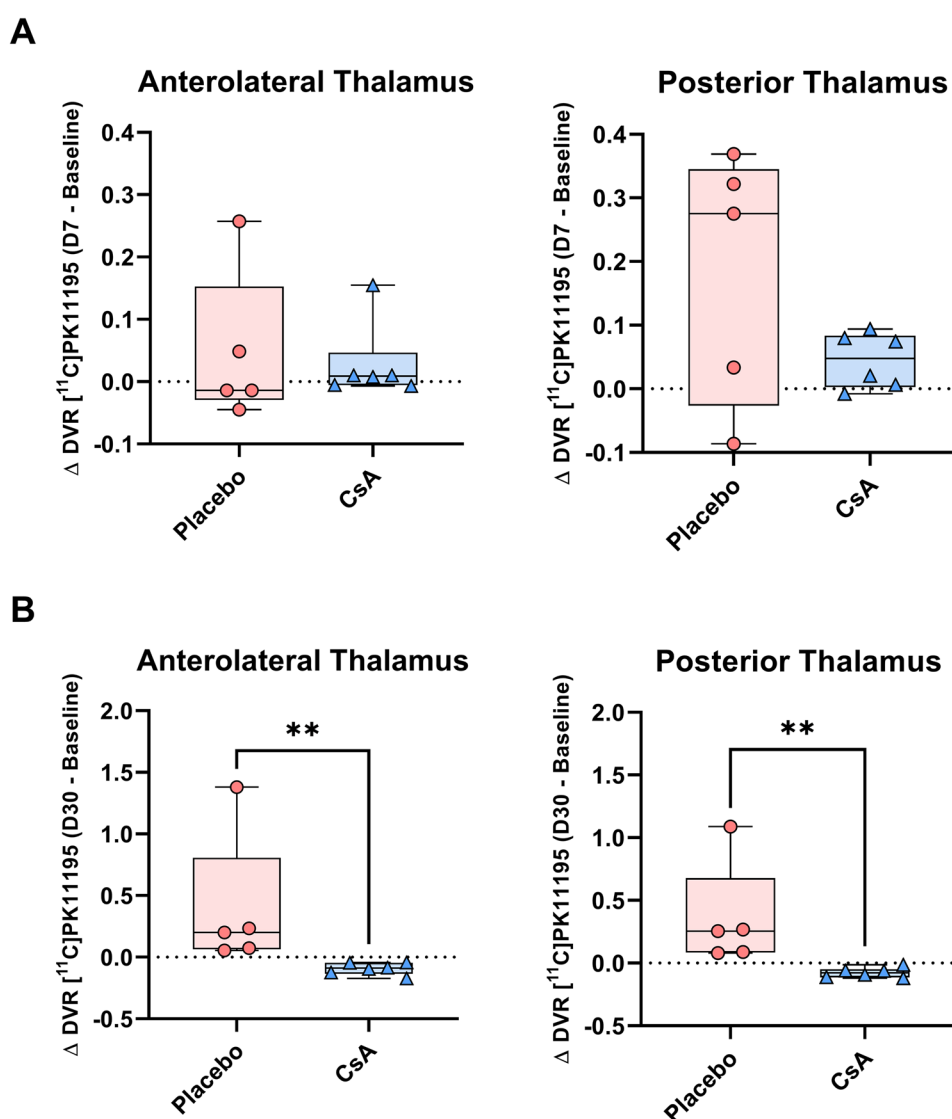 A
Anterolateral Thalamus
Δ DVR [¹¹C]PK11195 (D7 - Baseline)
0.4
0.3
0.2
0.1
0.0
-0.1
Placebo
CsA
Posterior Thalamus
Δ DVR [¹¹C]PK11195 (D7 - Baseline)
0.4
0.3
0.2
0.1
0.0
-0.1
Placebo
CsA
B
Anterolateral Thalamus
Δ DVR [¹¹C]PK11195 (D30 - Baseline)
2.0
1.5
1.0
0.5
0.0
-0.5
**
Placebo
CsA
Posterior Thalamus
Δ DVR [¹¹C]PK11195 (D30 - Baseline)
2.0
1.5
1.0
0.5
0.0
-0.5
**
Placebo
CsA